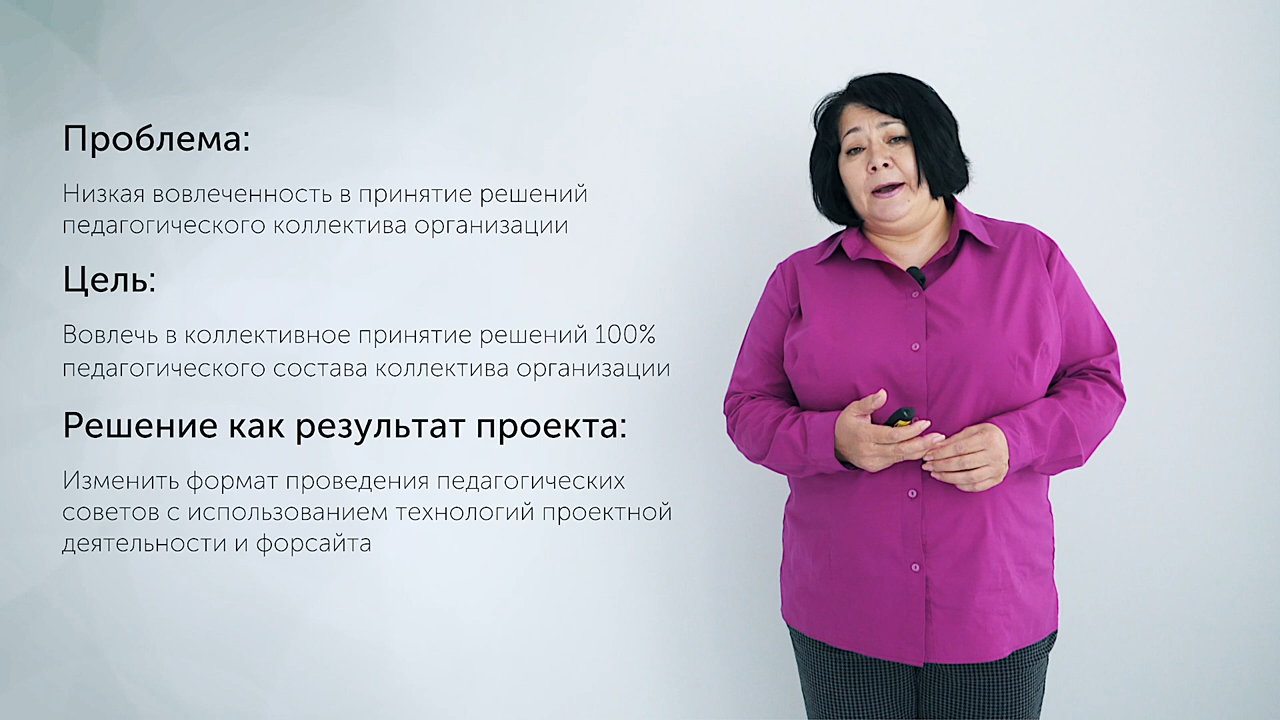 Проблема:
Низкая вовлеченность в принятие решений
педагогического коллектива организации
Цель:
Вовлечь в коллективное принятие решений 100%
педагогического состава коллектива организации
Решение как результат проекта:
Изменить формат проведения педагогических
советов с использованием технологий проектной
деятельности и форсайта